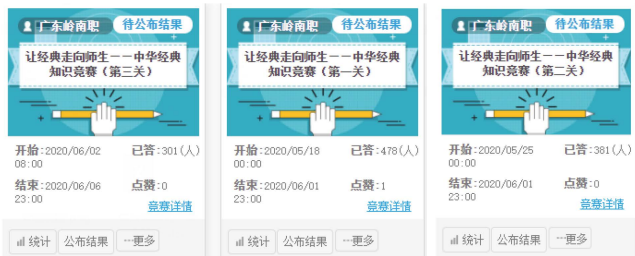 广东岭南职
待公布结果
让经典走向师生——中华经典
知识竞赛（第三关）
开始:2020/06/02
08:00
已答:301(人)
结束:2020/06/06
23:00
点赞:0
竞赛详情
统计
公布结果
···更多
广东岭南职
待公布结果
让经典走向师生——中华经典
知识竞赛（第一关）
开始:2020/05/18
00:00
已答:478(人)
结束:2020/06/01
23:00
点赞:1
竞赛详情
统计
公布结果
···更多
广东岭南职
待公布结果
让经典走向师生——中华经典
知识竞赛（第二关）
开始:2020/05/25
00:00
已答:381(人)
结束:2020/06/01
23:00
点赞:0
竞赛详情
统计
公布结果
···更多